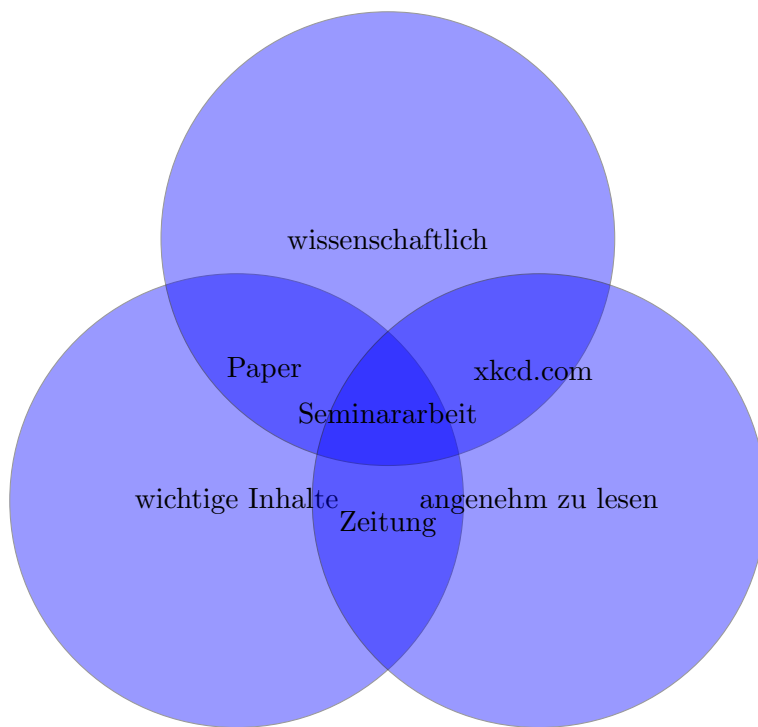 wissenschaftlich
Paper
xkcd.com
Seminararbeit
wichtige Inhalte
angenehm zu lesen
Zeitung